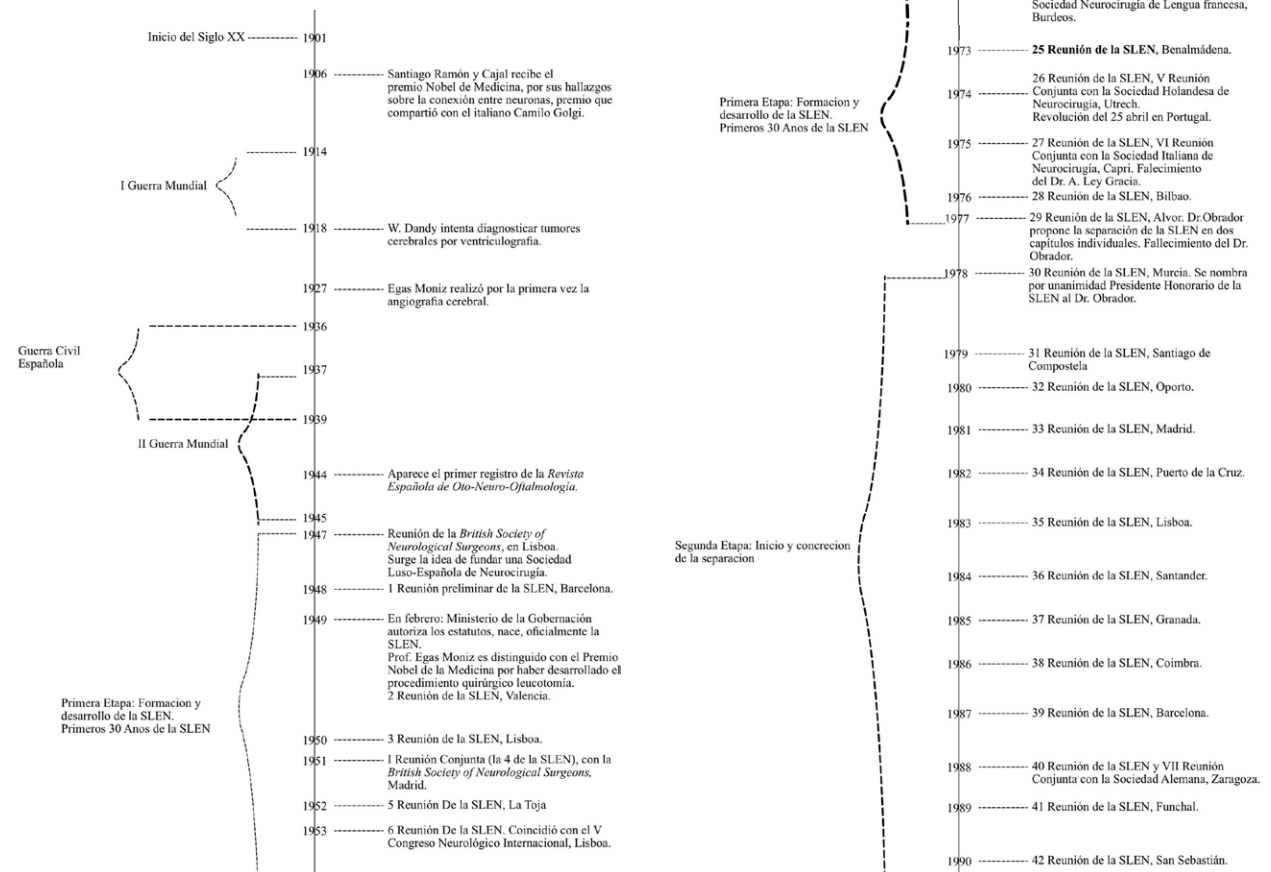 Inicio del Siglo XX
1901
1906
Santiago Ramón y Cajal recibe el
premio Nobel de Medicina, por sus hallazgos
sobre la conexión entre neuronas, premio que
compartió con el italiano Camilo Golgi.
1914
I Guerra Mundial
1918
W. Dandy intenta diagnosticar tumores
cerebrales por ventriculografia.
1927
Egas Moniz realizó por la primera vez la
angiografia cerebral.
1936
Guerra Civil
Española
1937
1939
II Guerra Mundial
1944
Aparece el primer registro de la Revista
Española de Oto-Neuro-Oftalmología.
1945
1947
Reunión de la British Society of
Neurological Surgeons, en Lisboa.
Surge la idea de fundar una Sociedad
Luso-Española de Neurocirugía.
1948
1 Reunión preliminar de la SLEN, Barcelona.
1949
En febrero: Ministerio de la Gobernación
autoriza los estatutos, nace, oficialmente la
SLEN.
Prof. Egas Moniz es distinguido con el Premio
Nobel de la Medicina por haber desarrollado el
procedimiento quirúrgico leucotomía.
2 Reunión de la SLEN, Valencia.
Primera Etapa: Formacion y
desarrollo de la SLEN.
Primeros 30 Anos de la SLEN
1950
3 Reunión de la SLEN, Lisboa.
1951
I Reunión Conjunta (la 4 de la SLEN), con la
British Society of Neurological Surgeons,
Madrid.
1952
5 Reunión De la SLEN, La Toja
1953
6 Reunión De la SLEN. Coincidió con el V
Congreso Neurológico Internacional, Lisboa.
Sociedad Neurocirugía de Lengua francesa,
Burdeos.
1973
25 Reunión de la SLEN, Benalmádena.
Primera Etapa: Formacion y
desarrollo de la SLEN.
Primeros 30 Anos de la SLEN
1974
26 Reunión de la SLEN, V Reunión
Conjunta con la Sociedad Holandesa de
Neurocirugía, Utrech.
Revolución del 25 abril en Portugal.
1975
27 Reunión de la SLEN, VI Reunión
Conjunta con la Sociedad Italiana de
Neurocirugía, Capri. Falecimiento
del Dr. A. Ley Gracia.
1976
28 Reunión de la SLEN, Bilbao.
1977
29 Reunión de la SLEN, Alvor. Dr.Obrador
propone la separación de la SLEN en dos
capítulos individuales. Fallecimiento del Dr.
Obrador.
1978
30 Reunión de la SLEN, Murcia. Se nombra
por unanimidad Presidente Honorario de la
SLEN al Dr. Obrador.
1979
31 Reunión de la SLEN, Santiago de
Compostela
1980
32 Reunión de la SLEN, Oporto.
1981
33 Reunión de la SLEN, Madrid.
1982
34 Reunión de la SLEN, Puerto de la Cruz.
1983
35 Reunión de la SLEN, Lisboa.
Segunda Etapa: Inicio y concrecion
de la separacion
1984
36 Reunión de la SLEN, Santander.
1985
37 Reunión de la SLEN, Granada.
1986
38 Reunión de la SLEN, Coimbra.
1987
39 Reunión de la SLEN, Barcelona.
1988
40 Reunión de la SLEN y VII Reunión
Conjunta con la Sociedad Alemana, Zaragoza.
1989
41 Reunión de la SLEN, Funchal.
1990
42 Reunión de la SLEN, San Sebastián.